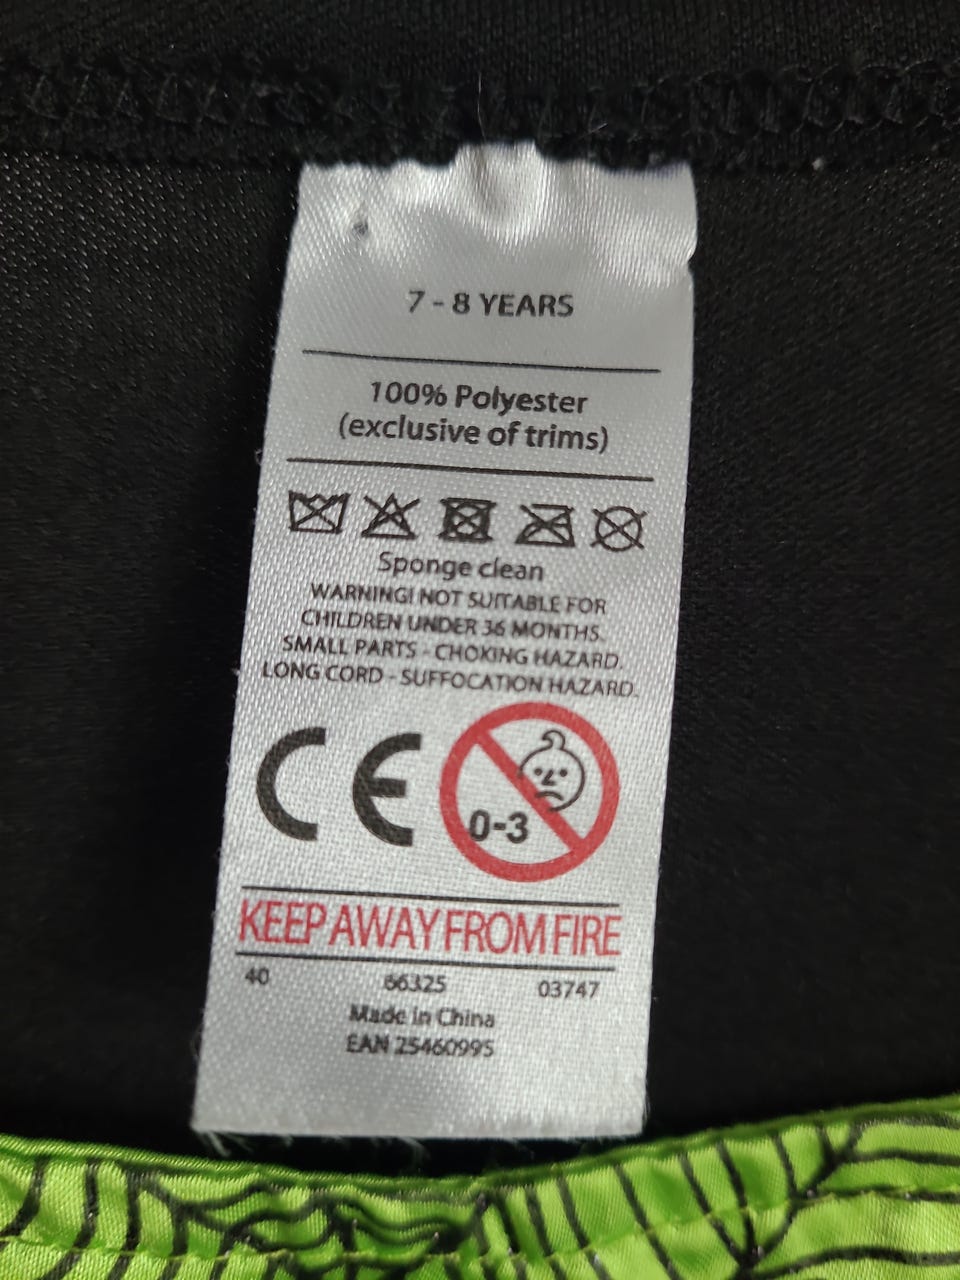 7 - 8 YEARS
100% Polyester
(exclusive of trims)
Sponge clean
WARNING! NOT SUITABLE FOR
CHILDREN UNDER 36 MONTHS.
SMALL PARTS - CHOKING HAZARD.
LONG CORD - SUFFOCATION HAZARD.
CE
0-3
KEEP AWAY FROM FIRE
40 66325 03747
Made in China
EAN 25460995